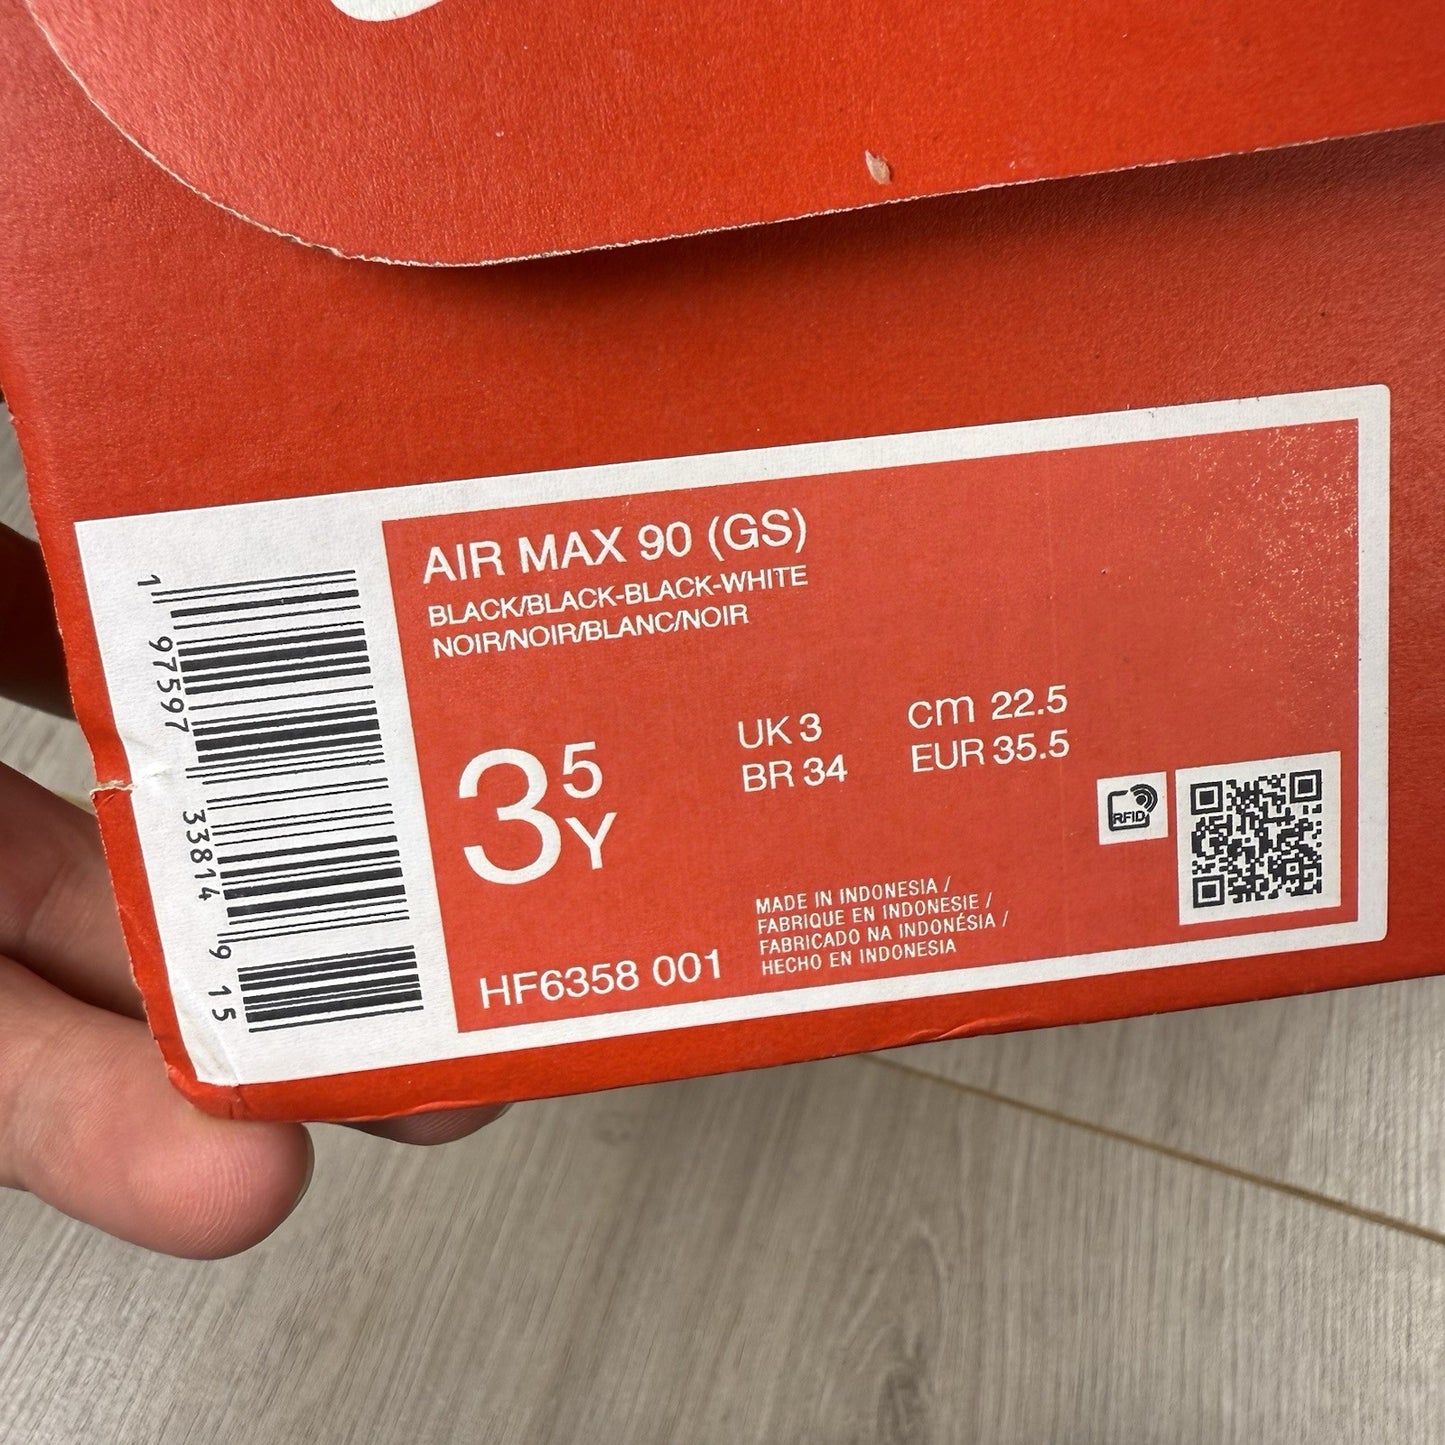 AIR MAX 90 (GS)
BLACK/BLACK-BLACK-WHITE
NOIR/NOIR/BLANC/NOIR
3 5 Y
UK 3
BR 34
cm 22.5
EUR 35.5
RFID
MADE IN INDONESIA /
FABRIQUE EN INDONESIE /
FABRICADO NA INDONÉSIA /
HECHO EN INDONESIA
HF6358 001
1 97597 33814 9 15